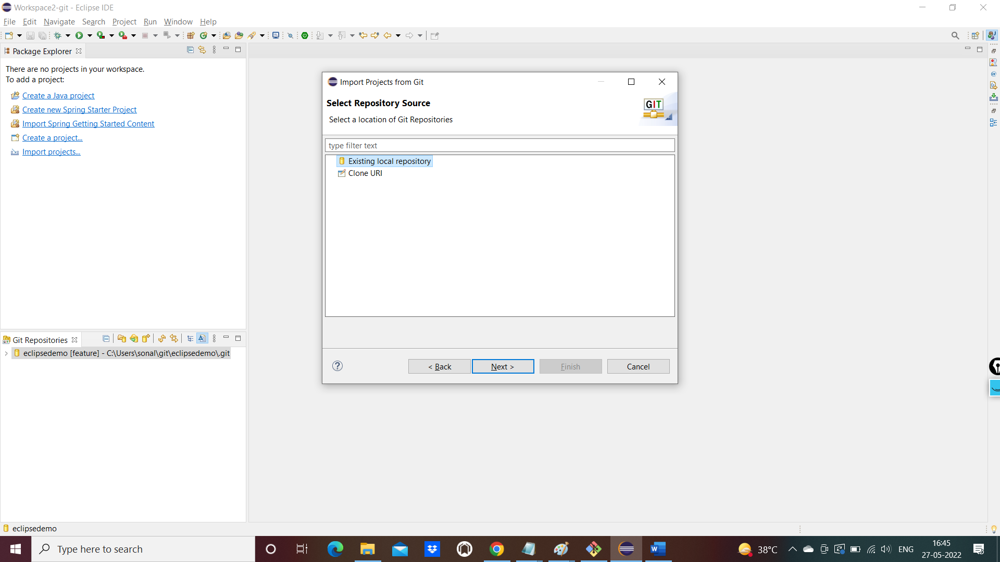 Workspace2-git - Eclipse IDE
File Edit Navigate Search Project Run Window Help
Package Explorer
There are no projects in your workspace.
To add a project:
Create a Java project
Create new Spring Starter Project
Import Spring Getting Started Content
Create a project...
Import projects...
Import Projects from Git
Select Repository Source
Select a location of Git Repositories
GIT
type filter text
Existing local repository
Clone URI
< Back Next > Finish Cancel
Git Repositories
eclipsedemo [feature] - C:\Users\sonal\git\eclipsedemo\.git
eclipsedemo
Type here to search
38°C
ENG
16:45
27-05-2022